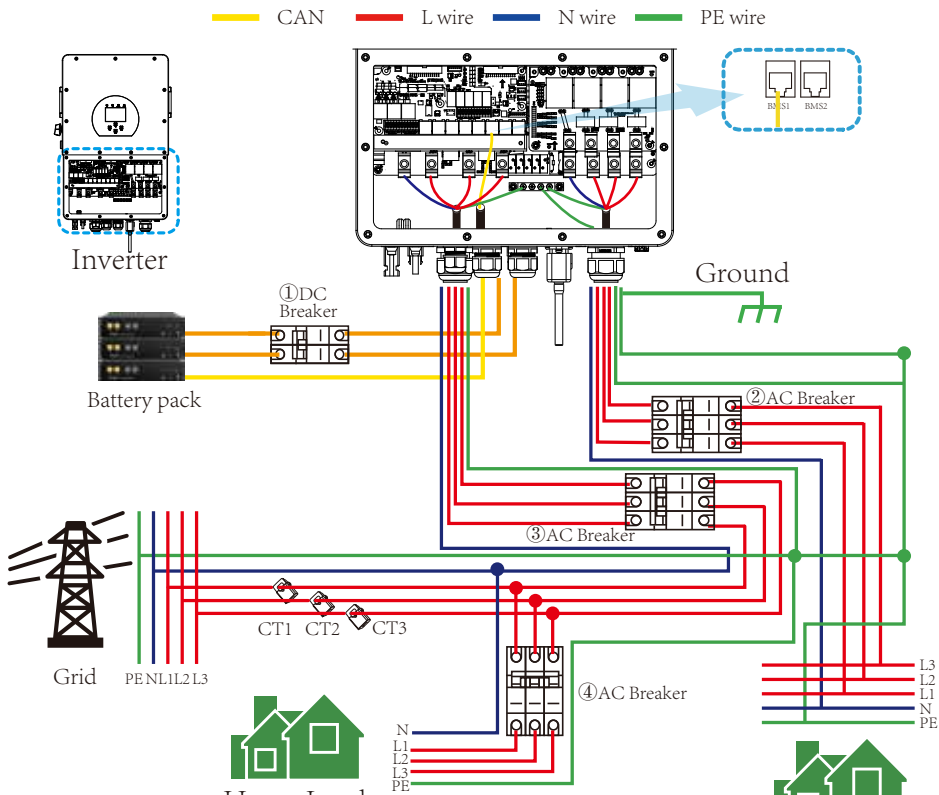 CAN
L wire
N wire
PE wire
BMS1
BMS2
Inverter
Ground
①DC
Breaker
Battery pack
②AC Breaker
③AC Breaker
CT1
CT2
CT3
Grid
PE N L1 L2 L3
④AC Breaker
L3
L2
L1
N
PE
N
L1
L2
L3
PE